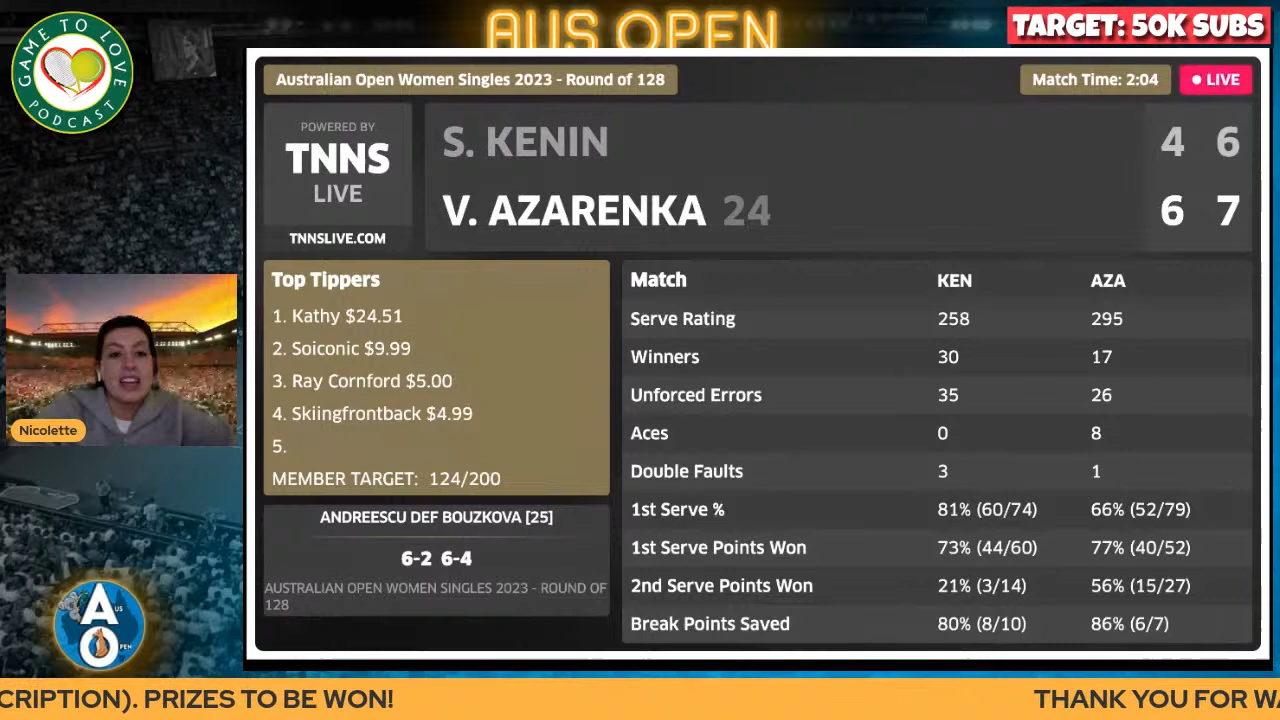 AUS OPEN
TARGET: 50K SUBS
GAME TO LOVE
PODCAST
Australian Open Women Singles 2023 - Round of 128
Match Time: 2:04
LIVE
POWERED BY
TNNS
LIVE
TNNSLIVE.COM
S. KENIN 4 6
V. AZARENKA 24 6 7
Top Tippers
1. Kathy $24.51
2. Soiconic $9.99
3. Ray Cornford $5.00
4. Skiingfrontback $4.99
5.
MEMBER TARGET: 124/200
ANDREESCU DEF BOUZKOVA [25]
6-2 6-4
AUSTRALIAN OPEN WOMEN SINGLES 2023 - ROUND OF
128
Match KEN AZA
Serve Rating 258 295
Winners 30 17
Unforced Errors 35 26
Aces 0 8
Double Faults 3 1
1st Serve % 81% (60/74) 66% (52/79)
1st Serve Points Won 73% (44/60) 77% (40/52)
2nd Serve Points Won 21% (3/14) 56% (15/27)
Break Points Saved 80% (8/10) 86% (6/7)
Nicolette
AUS
OPEN
CRIPTION). PRIZES TO BE WON! THANK YOU FOR WA